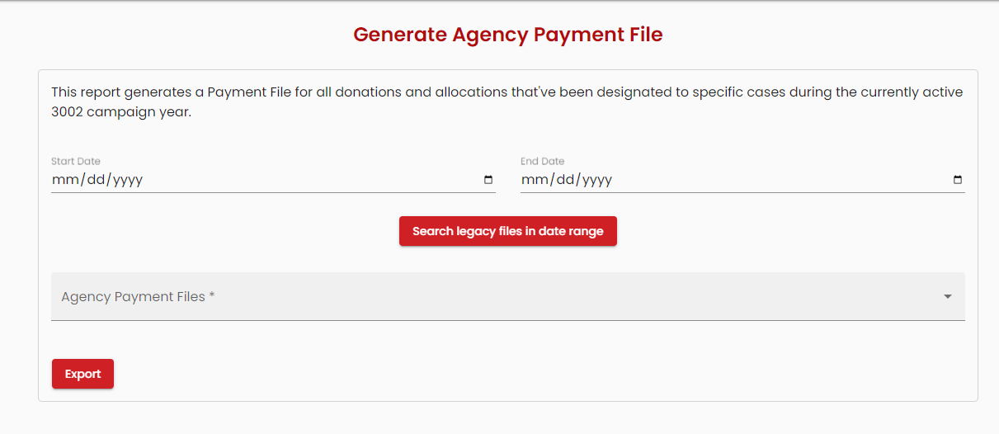 Generate Agency Payment File
This report generates a Payment File for all donations and allocations that've been designated to specific cases during the currently active
3002 campaign year.
Start Date
End Date
mm/dd/yyyy
mm/dd/yyyy
Search legacy files in date range
Agency Payment Files *
Export